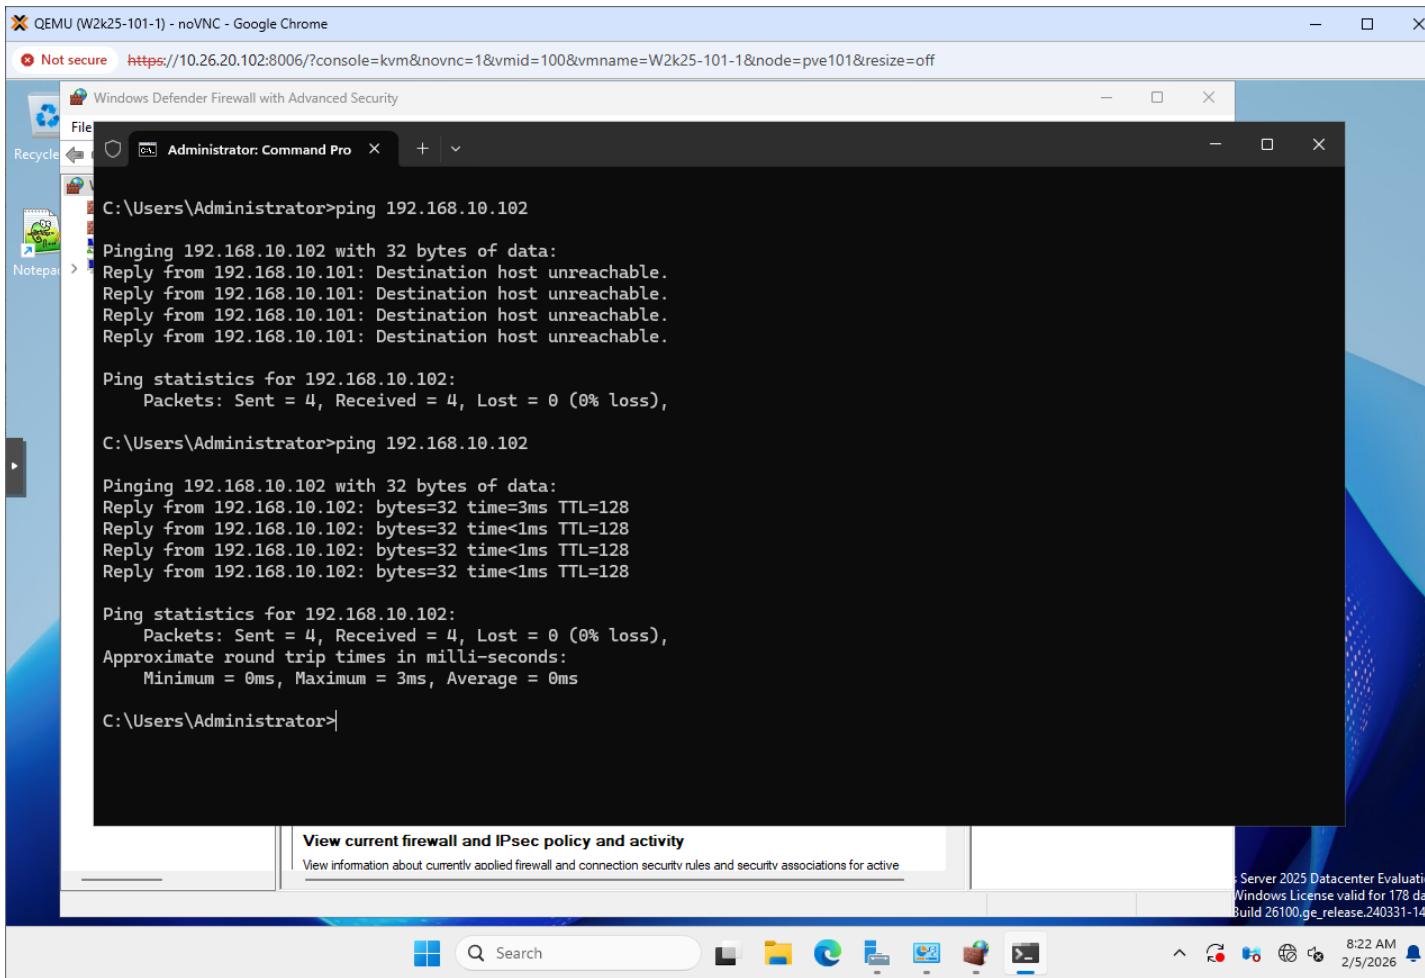 QEMU (W2k25-101-1) - noVNC - Google Chrome
Not secure https://10.26.20.102:8006/?console=kvm&novnc=1&vmid=100&vmname=W2k25-101-1&node=pve101&resize=off
Windows Defender Firewall with Advanced Security
File
Recycle
Administrator: Command Pro
C:\Users\Administrator>ping 192.168.10.102
Pinging 192.168.10.102 with 32 bytes of data:
Reply from 192.168.10.101: Destination host unreachable.
Reply from 192.168.10.101: Destination host unreachable.
Reply from 192.168.10.101: Destination host unreachable.
Reply from 192.168.10.101: Destination host unreachable.
Notepa
Ping statistics for 192.168.10.102:
Packets: Sent = 4, Received = 4, Lost = 0 (0% loss),
C:\Users\Administrator>ping 192.168.10.102
Pinging 192.168.10.102 with 32 bytes of data:
Reply from 192.168.10.102: bytes=32 time=3ms TTL=128
Reply from 192.168.10.102: bytes=32 time<1ms TTL=128
Reply from 192.168.10.102: bytes=32 time<1ms TTL=128
Reply from 192.168.10.102: bytes=32 time<1ms TTL=128
Ping statistics for 192.168.10.102:
Packets: Sent = 4, Received = 4, Lost = 0 (0% loss),
Approximate round trip times in milli-seconds:
Minimum = 0ms, Maximum = 3ms, Average = 0ms
C:\Users\Administrator>
View current firewall and IPsec policy and activity
View information about currently applied firewall and connection security rules and security associations for active
s Server 2025 Datacenter Evaluati
Windows License valid for 178 da
Build 26100.ge_release.240331-14
Search
8:22 AM
2/5/2026